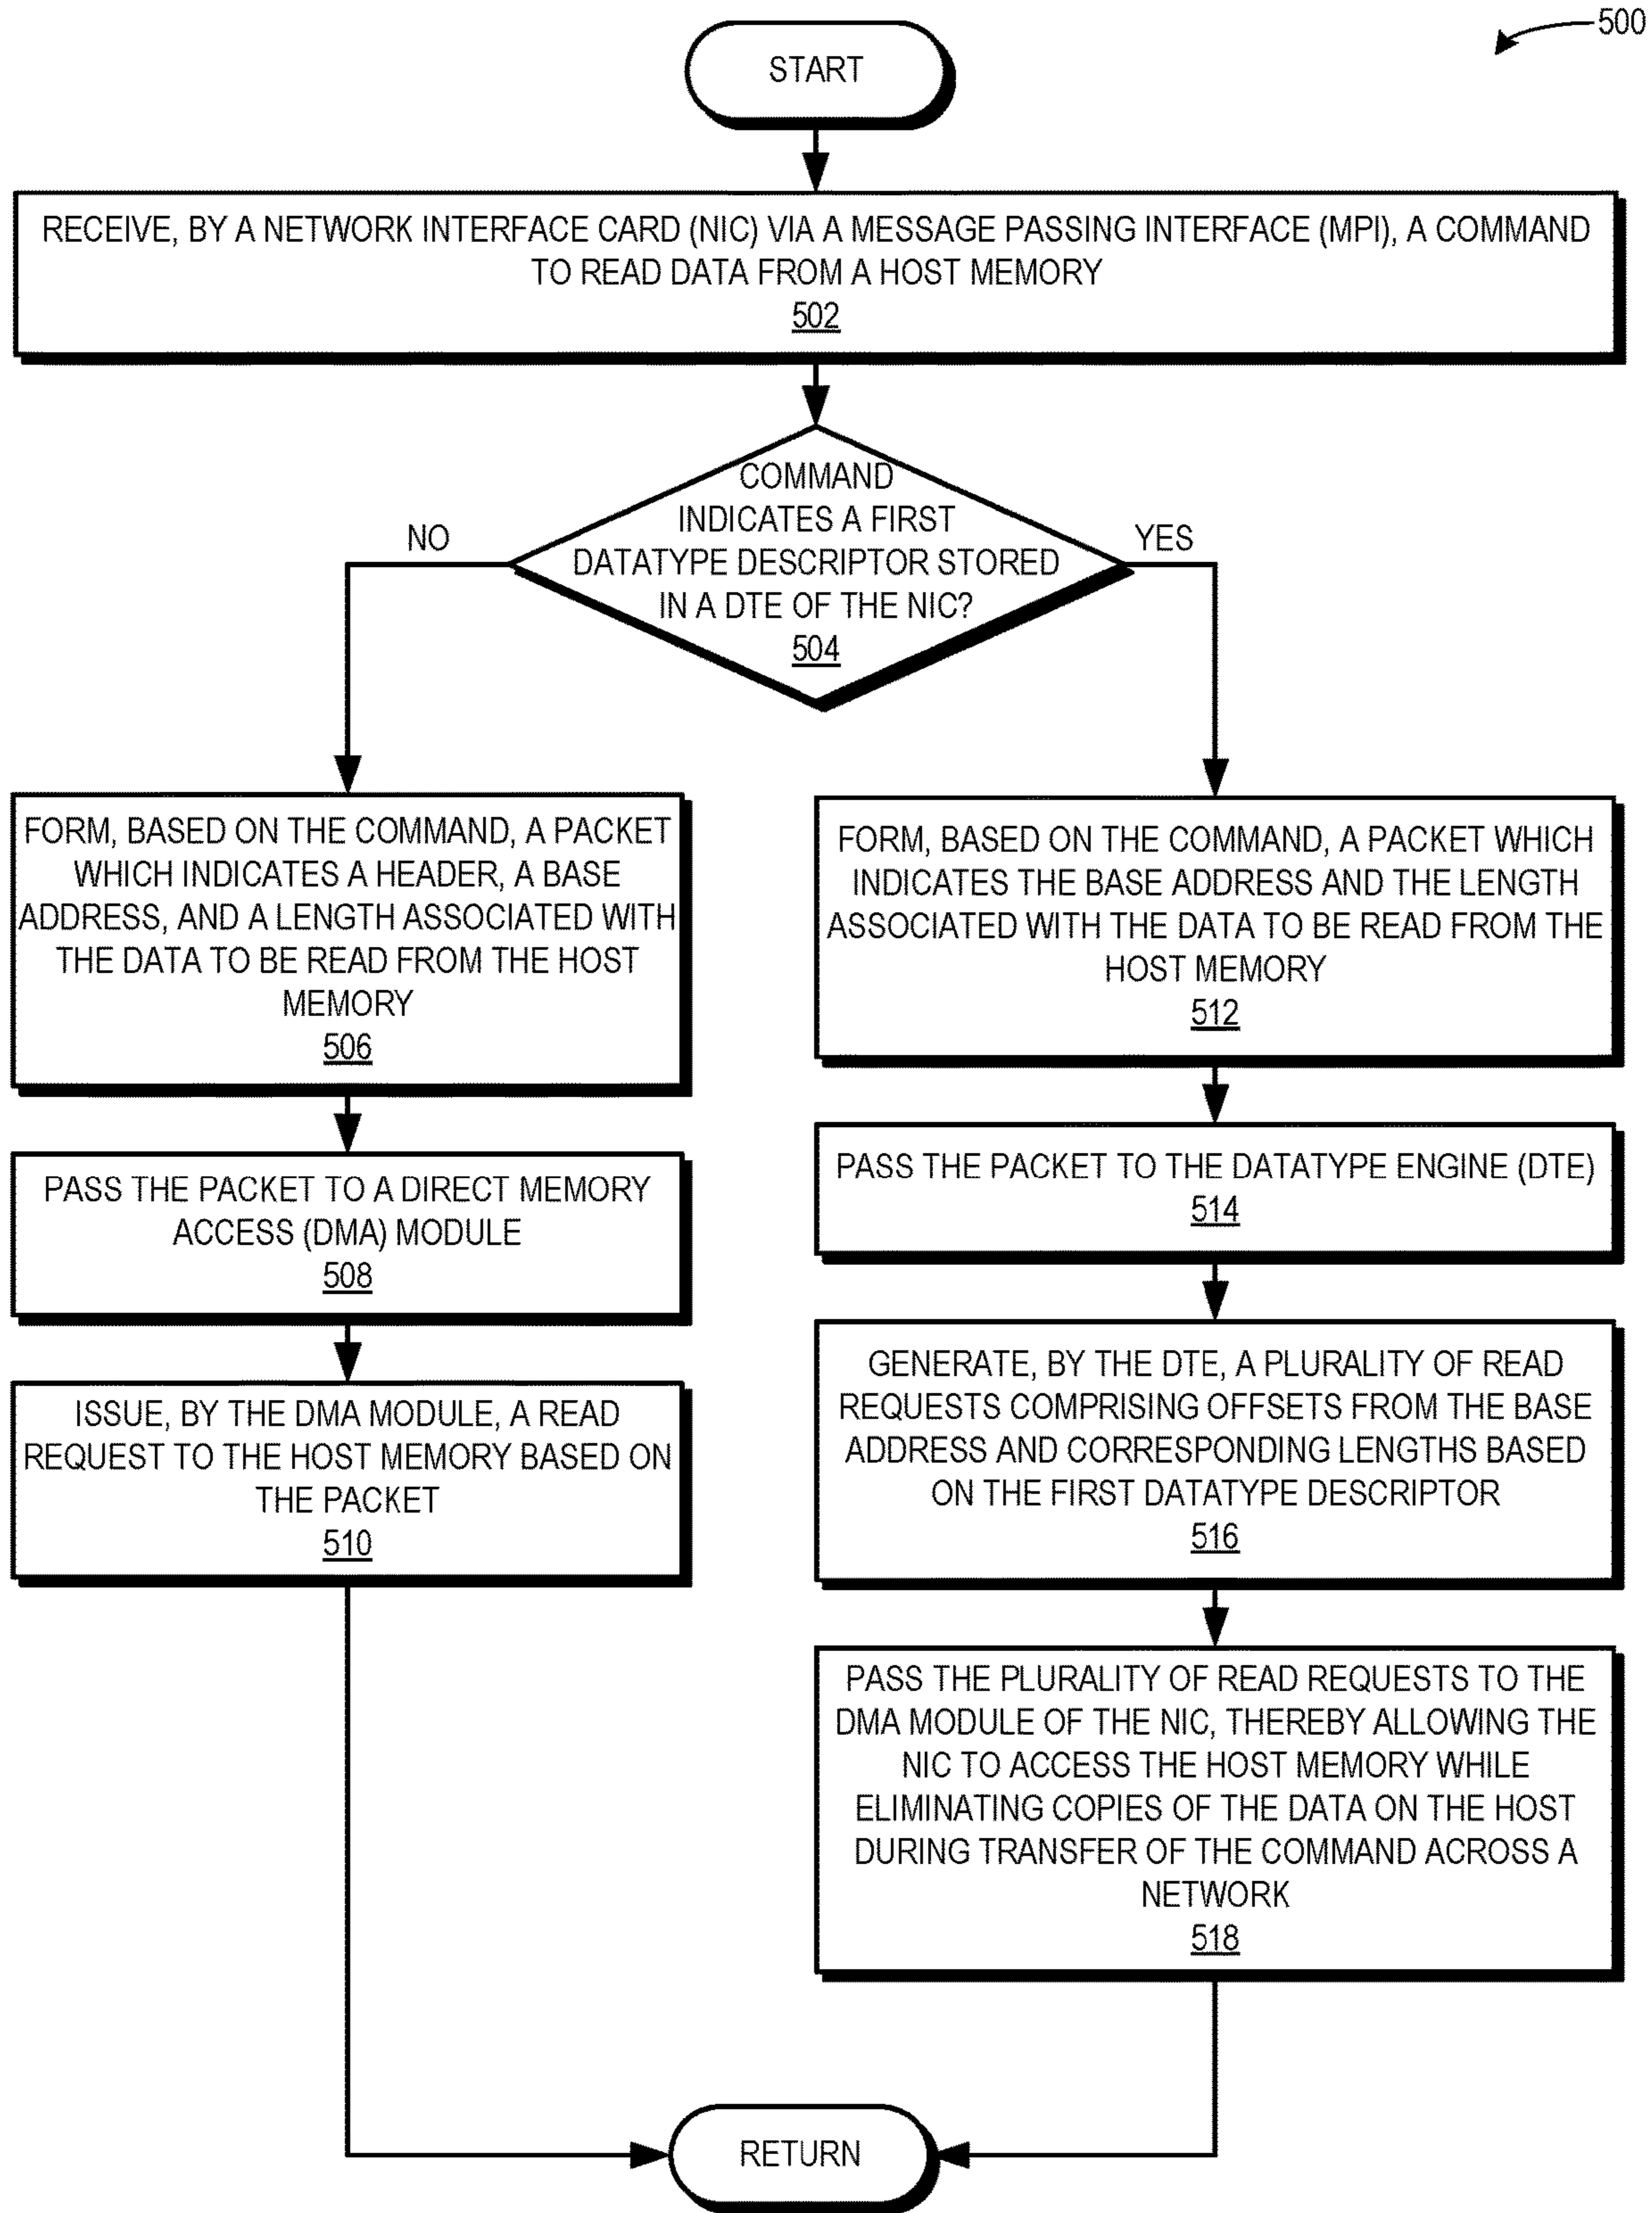 500
START
RECEIVE, BY A NETWORK INTERFACE CARD (NIC) VIA A MESSAGE PASSING INTERFACE (MPI), A COMMAND
TO READ DATA FROM A HOST MEMORY
502
COMMAND
INDICATES A FIRST
DATATYPE DESCRIPTOR STORED
IN A DTE OF THE NIC?
504
NO
YES
FORM, BASED ON THE COMMAND, A PACKET
WHICH INDICATES A HEADER, A BASE
ADDRESS, AND A LENGTH ASSOCIATED WITH
THE DATA TO BE READ FROM THE HOST
MEMORY
506
PASS THE PACKET TO A DIRECT MEMORY
ACCESS (DMA) MODULE
508
ISSUE, BY THE DMA MODULE, A READ
REQUEST TO THE HOST MEMORY BASED ON
THE PACKET
510
FORM, BASED ON THE COMMAND, A PACKET WHICH
INDICATES THE BASE ADDRESS AND THE LENGTH
ASSOCIATED WITH THE DATA TO BE READ FROM THE
HOST MEMORY
512
PASS THE PACKET TO THE DATATYPE ENGINE (DTE)
514
GENERATE, BY THE DTE, A PLURALITY OF READ
REQUESTS COMPRISING OFFSETS FROM THE BASE
ADDRESS AND CORRESPONDING LENGTHS BASED
ON THE FIRST DATATYPE DESCRIPTOR
516
PASS THE PLURALITY OF READ REQUESTS TO THE
DMA MODULE OF THE NIC, THEREBY ALLOWING THE
NIC TO ACCESS THE HOST MEMORY WHILE
ELIMINATING COPIES OF THE DATA ON THE HOST
DURING TRANSFER OF THE COMMAND ACROSS A
NETWORK
518
RETURN